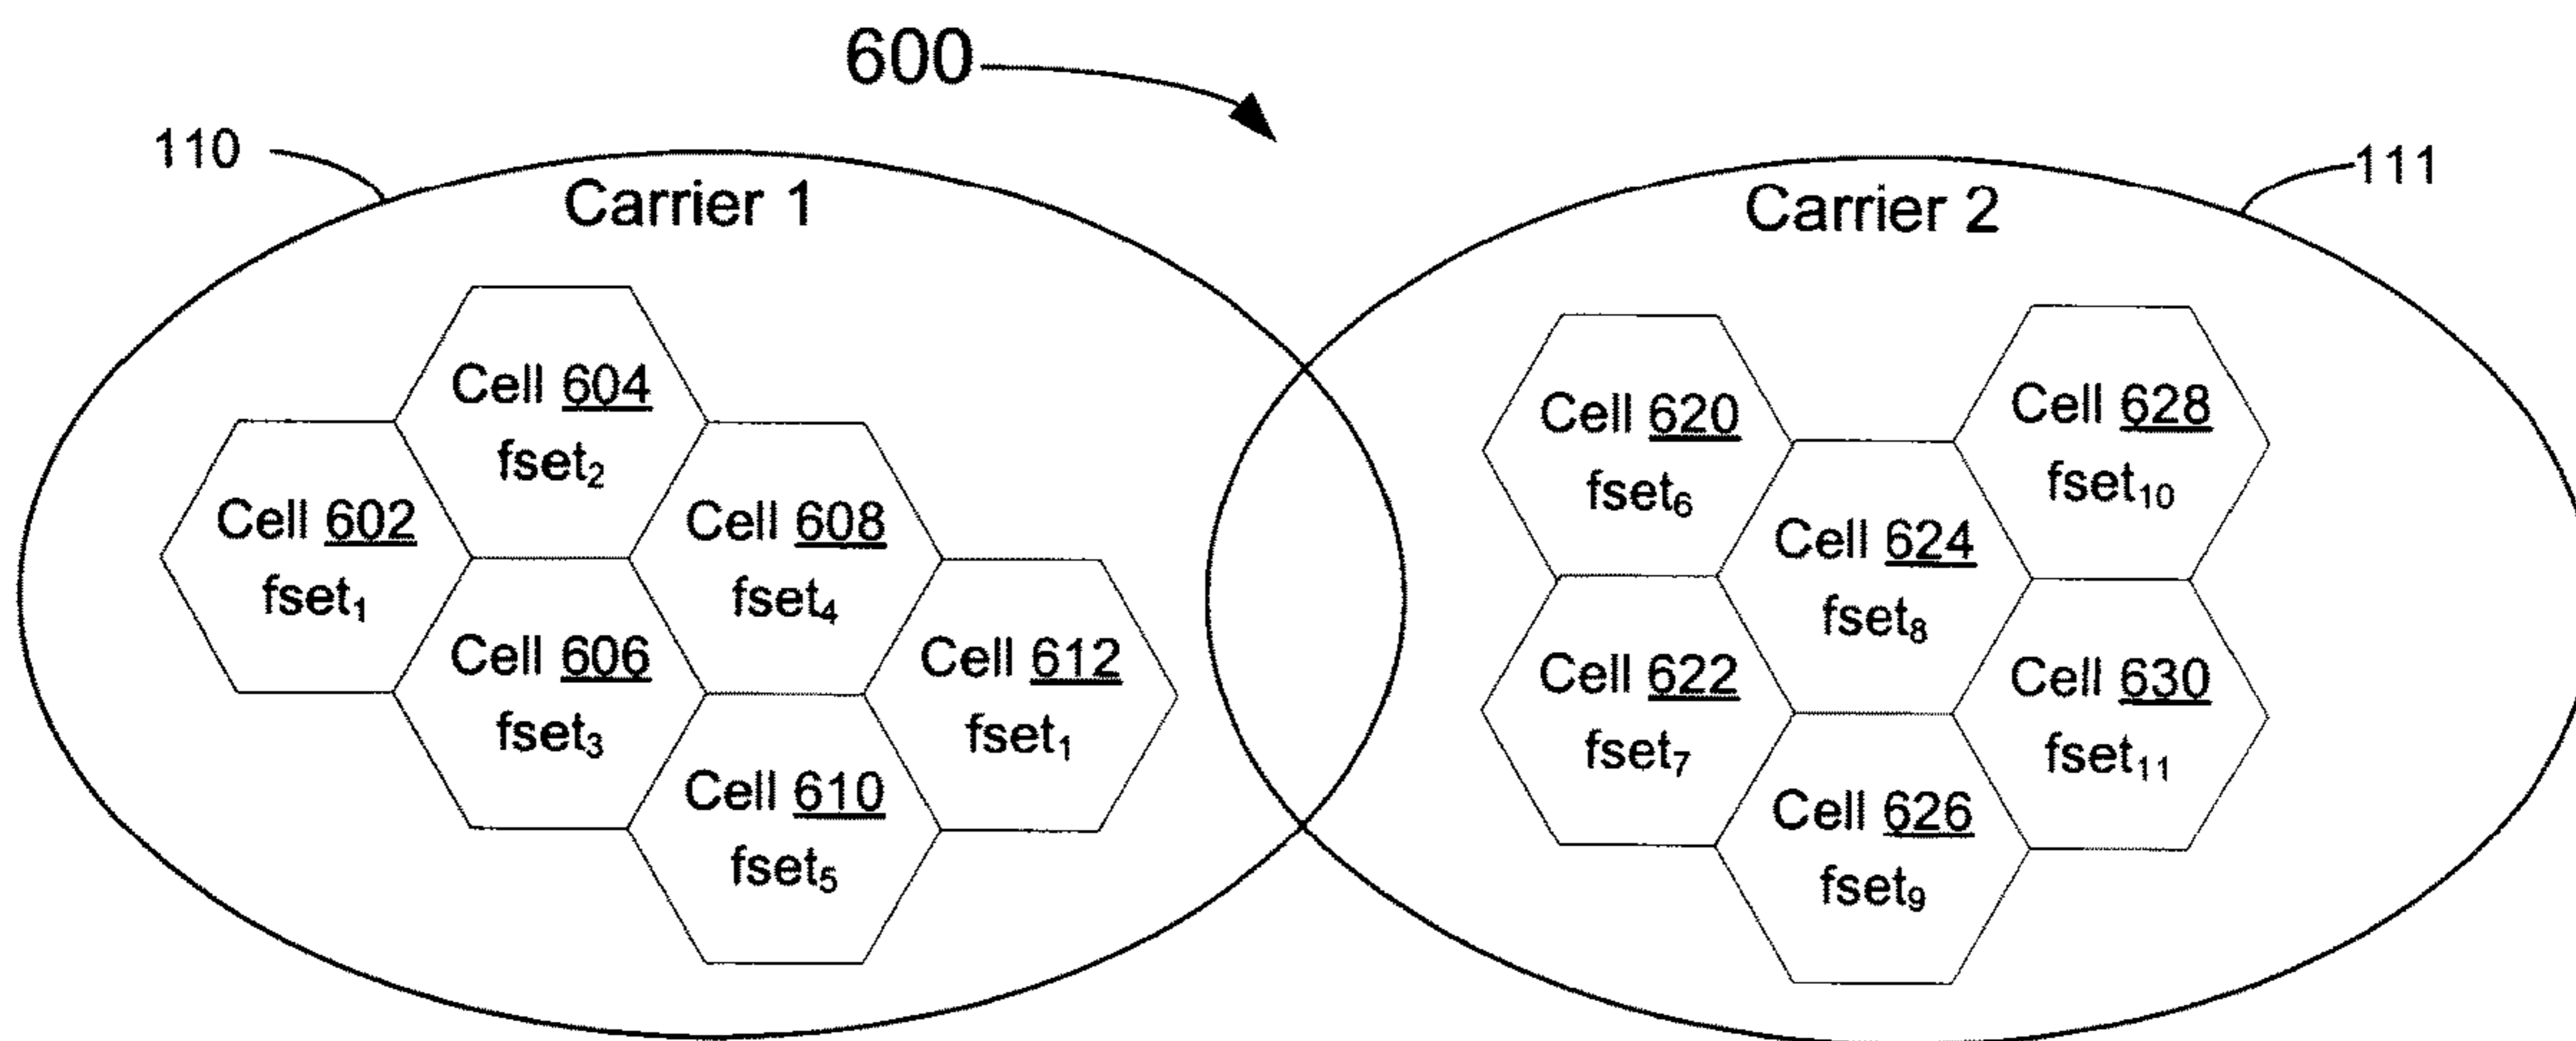 600
110
111
Carrier 1
Carrier 2
Cell 604
fset₂
Cell 602
fset₁
Cell 608
fset₄
Cell 606
fset₃
Cell 612
fset₁
Cell 610
fset₅
Cell 620
fset₆
Cell 628
fset₁₀
Cell 624
fset₈
Cell 622
fset₇
Cell 630
fset₁₁
Cell 626
fset₉